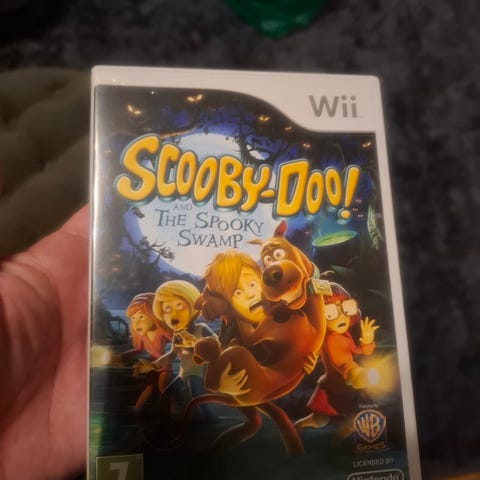 Wii
SCOOBY-DOO!
AND
THE SPOOKY
SWAMP
WB
GAMES
LICENSED BY
Nintendo
7